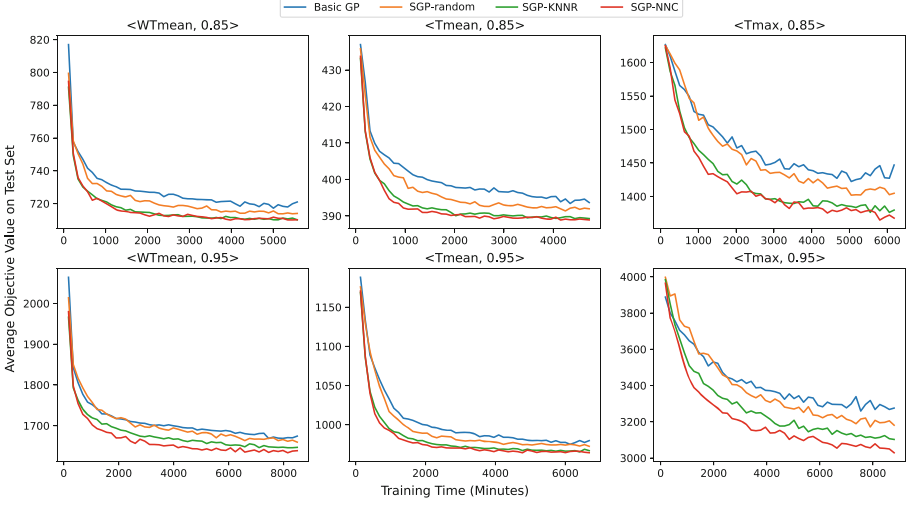 Basic GP SGP-random SGP-KNNR SGP-NNC
<WTmean, 0.85> <Tmean, 0.85> <Tmax, 0.85>
820
800
780
760
740
720
0 1000 2000 3000 4000 5000
430
420
410
400
390
0 1000 2000 3000 4000
1600
1550
1500
1450
1400
0 1000 2000 3000 4000 5000 6000
Average Objective Value on Test Set
<WTmean, 0.95> <Tmean, 0.95> <Tmax, 0.95>
2000
1900
1800
1700
0 2000 4000 6000 8000
1150
1100
1050
1000
0 2000 4000 6000
4000
3800
3600
3400
3200
3000
2000 4000 6000 8000
Training Time (Minutes)